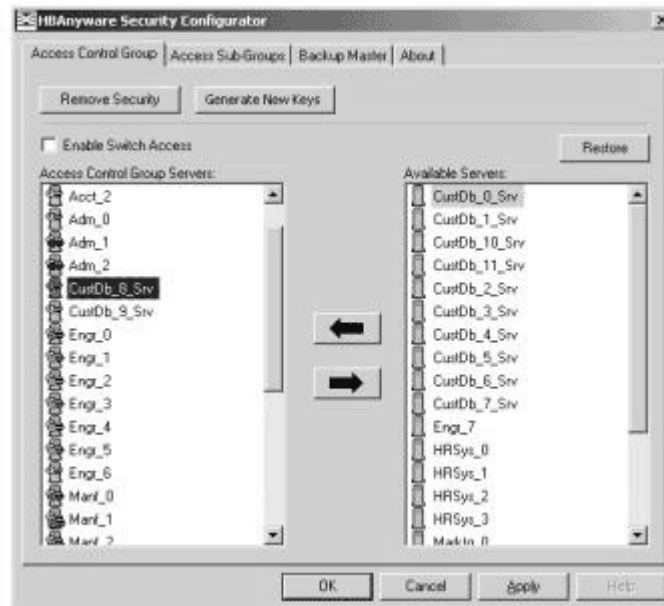 HBAnyware Security Configurator
Access Control Group
Access Sub-Groups
Backup Master
About
Remove Security
Generate New Keys
Enable Switch Access
Restore
Access Control Group Servers:
Acct_2
Adm_0
Adm_1
Adm_2
CustDb_8_Srv
CustDb_9_Srv
Engr_0
Engr_1
Engr_2
Engr_3
Engr_4
Engr_5
Engr_6
Manf_0
Manf_1
Manf_2
Available Servers:
CustDb_0_Srv
CustDb_1_Srv
CustDb_10_Srv
CustDb_11_Srv
CustDb_2_Srv
CustDb_3_Srv
CustDb_4_Srv
CustDb_5_Srv
CustDb_6_Srv
CustDb_7_Srv
Engr_7
HRSys_0
HRSys_1
HRSys_2
HRSys_3
Marktn_0
OK
Cancel
Apply
Help